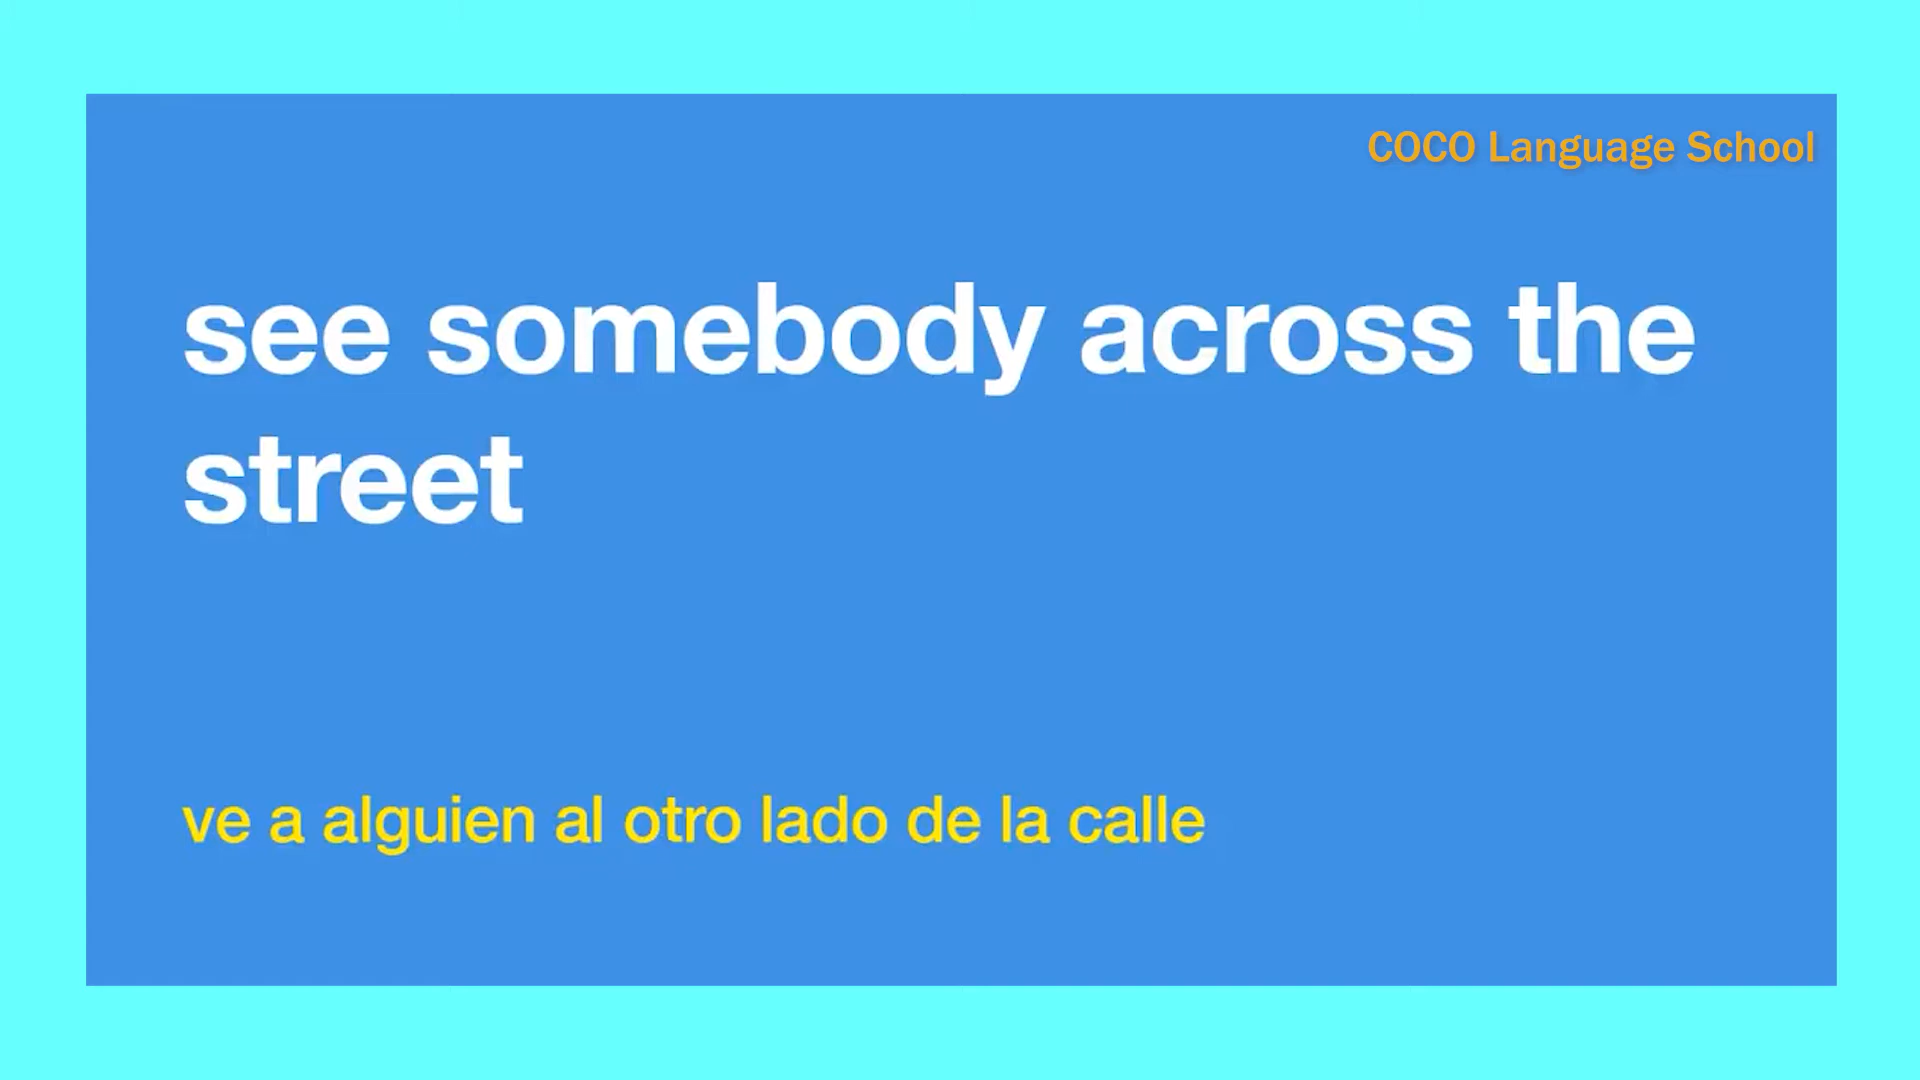 COCO Language School
see somebody across the
street
ve a alguien al otro lado de la calle